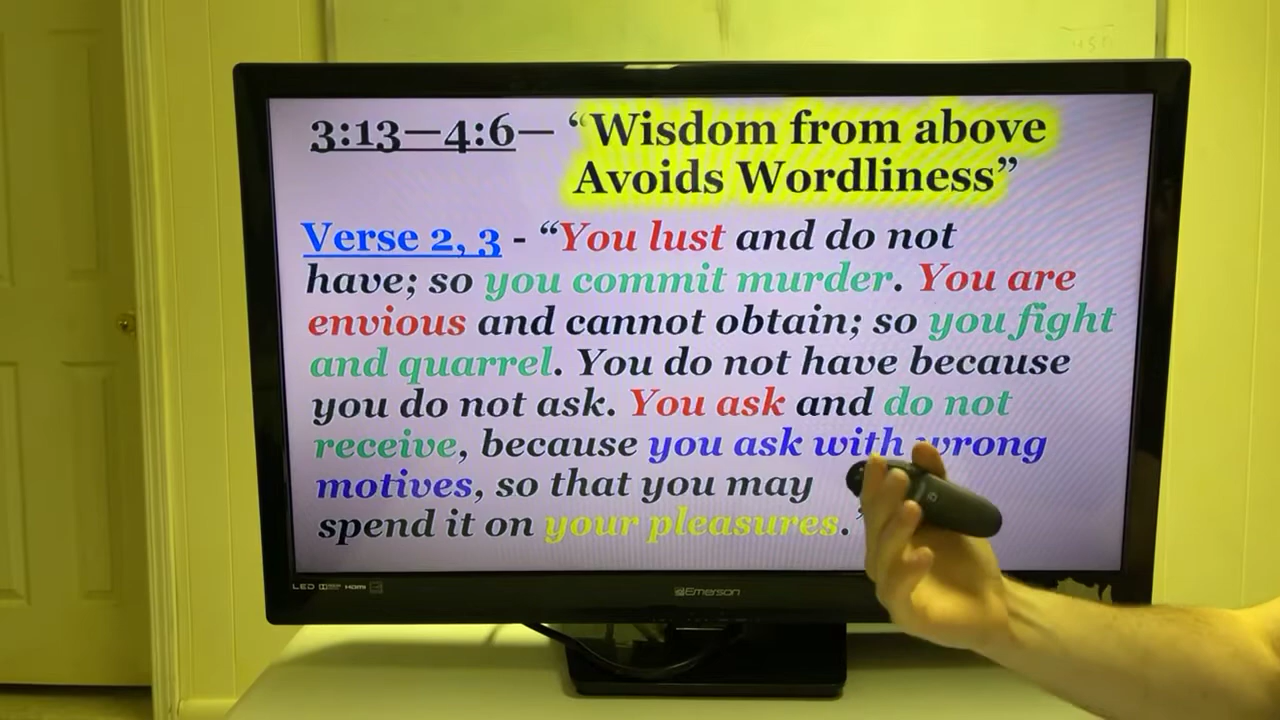 3:13—4:6— “Wisdom from above
Avoids Wordliness”
Verse 2, 3 - “You lust and do not
have; so you commit murder. You are
envious and cannot obtain; so you fight
and quarrel. You do not have because
you do not ask. You ask and do not
receive, because you ask with wrong
motives, so that you may
spend it on your pleasures.”
LED HDMI Emerson